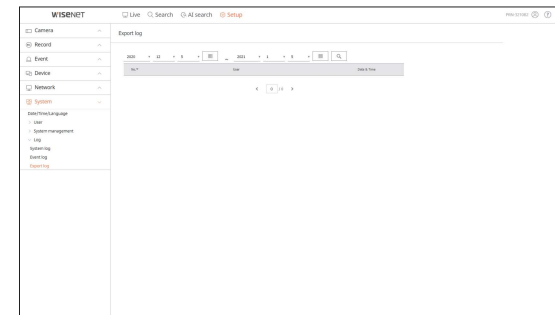 WISENET Live Search AI search Setup
Camera
Export log
Record
Event
2020 12 5 - 2021 1 5
Device
No.
User
Date & Time
Network
0 / 0
System
Date/Time/Language
User
System management
Log
System log
Event log
Export log